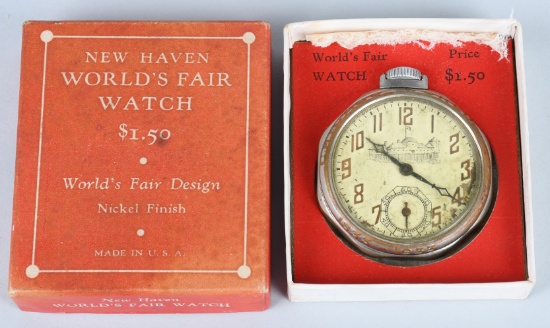 NEW HAVEN
WORLD'S FAIR
WATCH
$1.50
World's Fair Design
Nickel Finish
MADE IN U.S.A.
New Haven
WORLD'S FAIR WATCH
World's Fair Price
WATCH $1.50
12
11 1
10 2
9 3
8 4
7 5